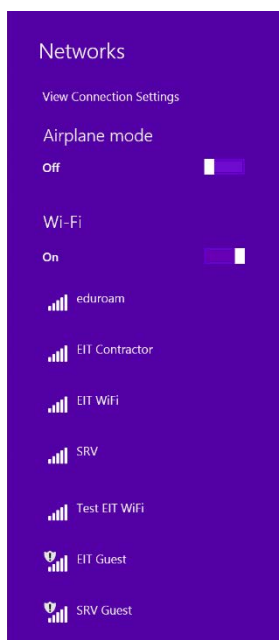 Networks
View Connection Settings
Airplane mode
Off
Wi-Fi
On
eduroam
EIT Contractor
EIT WiFi
SRV
Test EIT WiFi
EIT Guest
SRV Guest